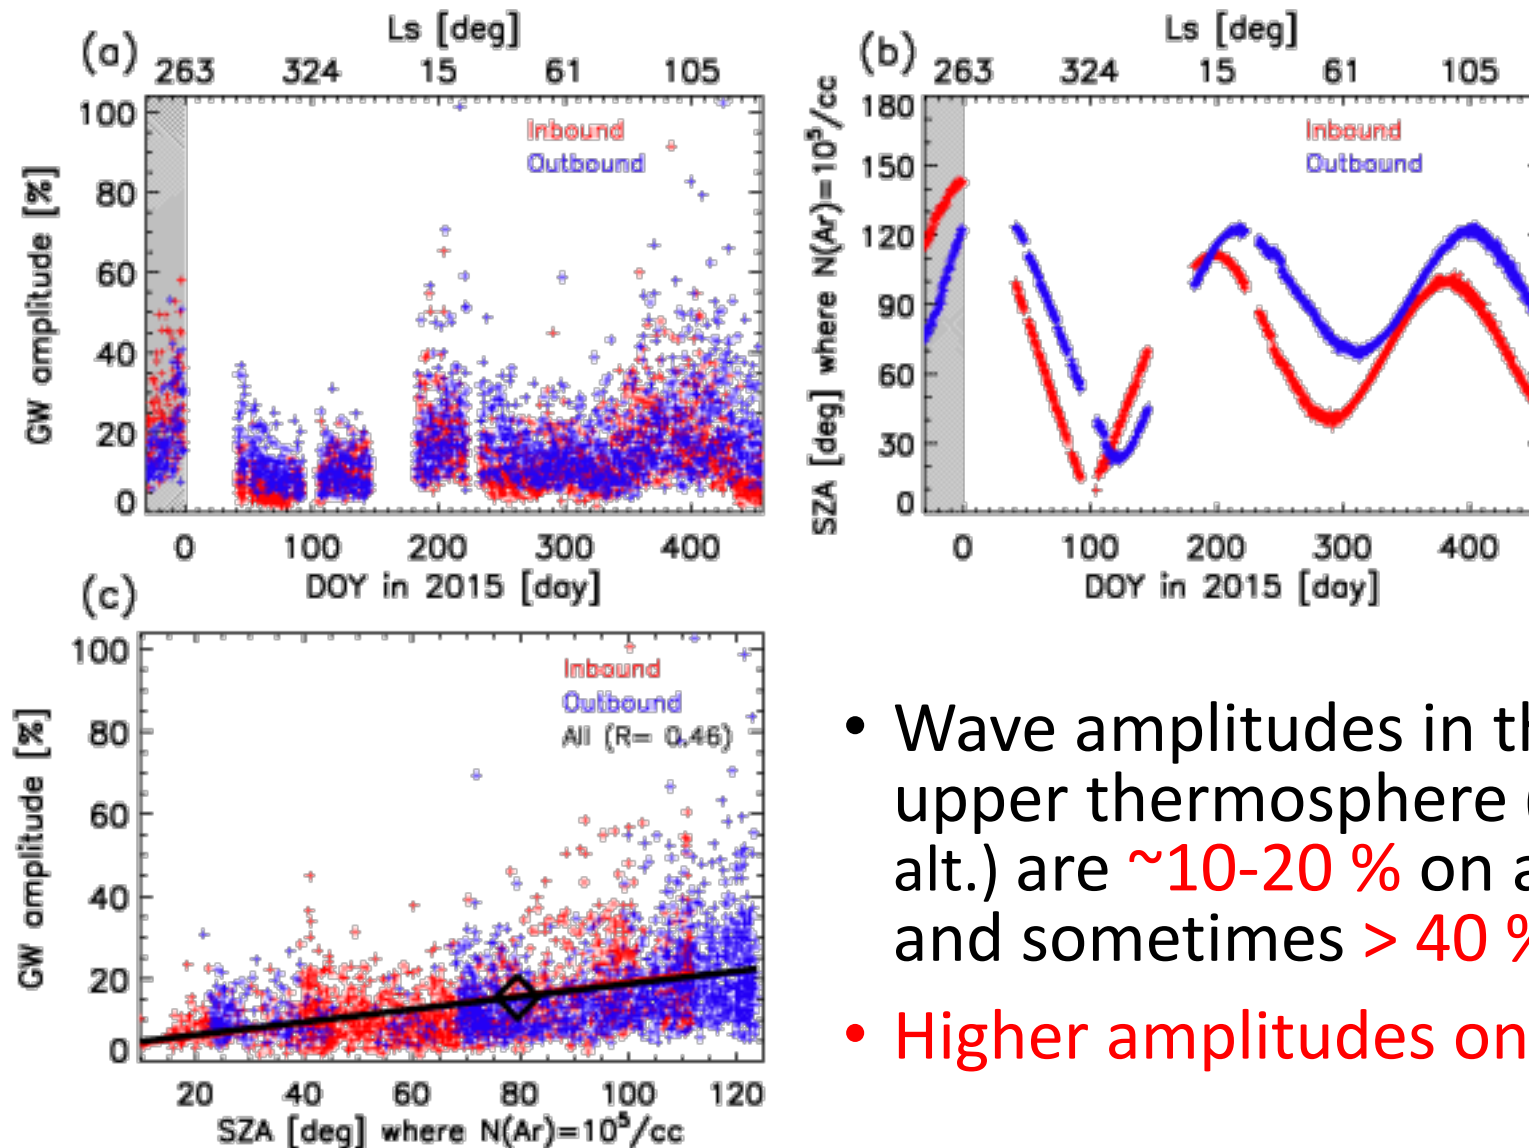 (a)
Ls [deg]
263 324 15 61 105
GW amplitude [%]
100
80
60
40
20
0
Inbound
Outbound
0 100 200 300 400
DOY in 2015 [day]
(b)
Ls [deg]
263 324 15 61 105
SZA [deg] where N(Ar)=10⁵/cc
180
150
120
90
60
30
0
Inbound
Outbound
0 100 200 300 400
DOY in 2015 [day]
(c)
GW amplitude [%]
100
80
60
40
20
0
Inbound
Outbound
All (R= 0.46)
20 40 60 80 100 120
SZA [deg] where N(Ar)=10⁵/cc
• Wave amplitudes in
upper thermosphere
alt.) are ~10-20 % on
and sometimes > 40 %
• Higher amplitudes on